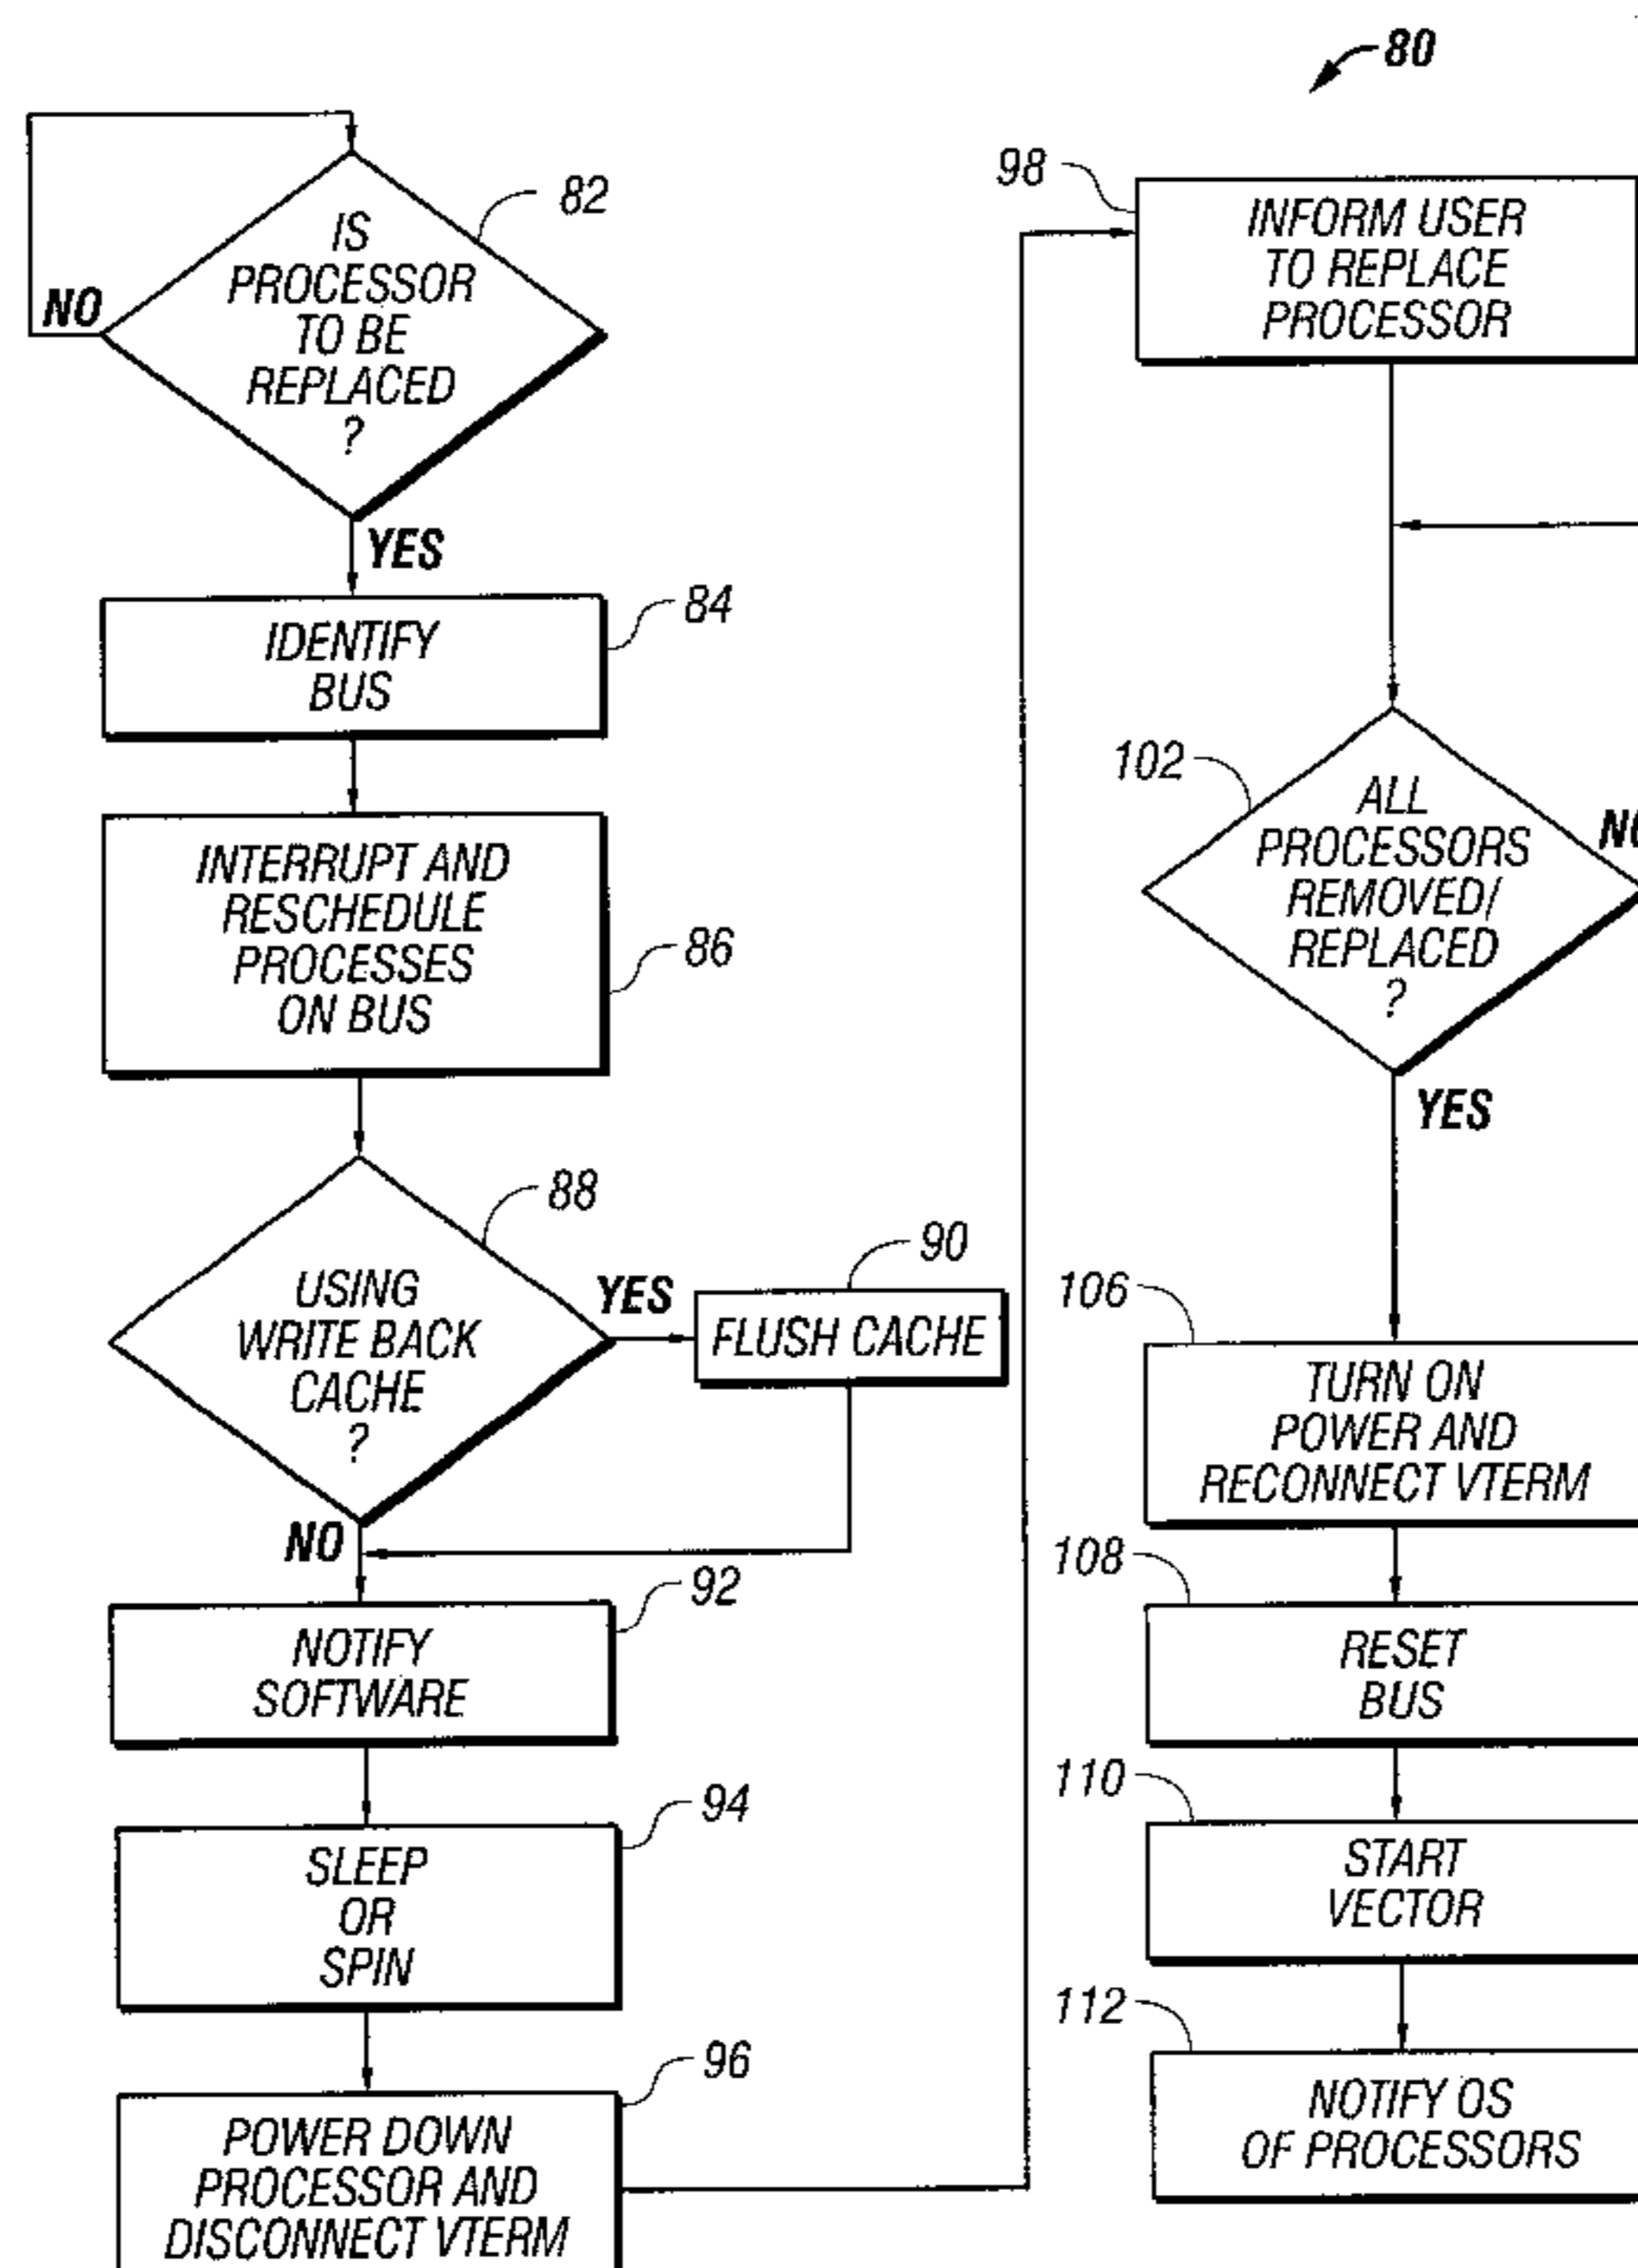 80
82
IS
PROCESSOR
TO BE
REPLACED
?
NO
YES
84
IDENTIFY
BUS
86
INTERRUPT AND
RESCHEDULE
PROCESSES
ON BUS
88
USING
WRITE BACK
CACHE
?
YES
90
FLUSH CACHE
NO
92
NOTIFY
SOFTWARE
94
SLEEP
OR
SPIN
96
POWER DOWN
PROCESSOR AND
DISCONNECT VTERM
98
INFORM USER
TO REPLACE
PROCESSOR
102
ALL
PROCESSORS
REMOVED/
REPLACED
?
YES
106
TURN ON
POWER AND
RECONNECT VTERM
108
RESET
BUS
110
START
VECTOR
112
NOTIFY OS
OF PROCESSORS